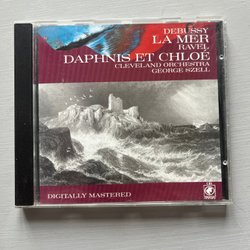 DEBUSSY
LA MER
RAVEL
DAPHNIS ET CHLOÉ
CLEVELAND ORCHESTRA
GEORGE SZELL
DIGITALLY MASTERED